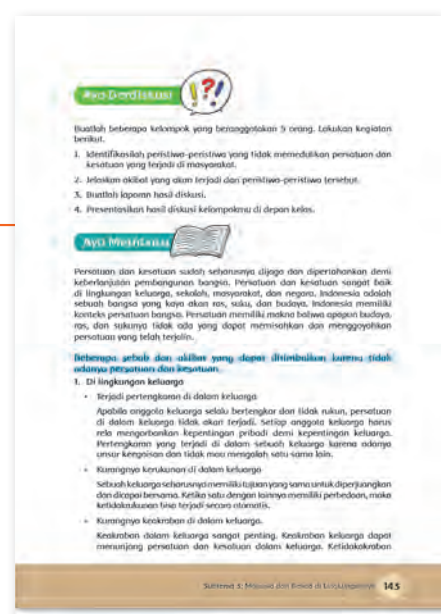 Ayo Berdiskusi
Buatlah beberapa kelompok yang beranggotakan 5 orang. Lakukan kegiatan
berikut.
1. Identifikasilah peristiwa-peristiwa yang tidak memedulikan persatuan dan
kesatuan yang terjadi di masyarakat.
2. Jelaskan akibat yang akan terjadi dari peristiwa-peristiwa tersebut.
3. Buatlah laporan hasil diskusi.
4. Presentasikan hasil diskusi kelompokmu di depan kelas.
Ayo Membaca
Persatuan dan kesatuan sudah seharusnya dijaga dan dipertahankan demi
keberlanjutan pembangunan bangsa. Persatuan dan kesatuan sangat baik
di lingkungan keluarga, sekolah, masyarakat, dan negara. Indonesia adalah
sebuah bangsa yang kaya akan ras, suku, dan budaya. Indonesia memiliki
konteks persatuan bangsa. Persatuan memiliki makna bahwa apapun budaya,
ras, dan sukunya tidak ada yang dapat memisahkan dan menggoyahkan
persatuan yang telah terjalin.
Beberapa sebab dan akibat yang dapat ditimbulkan karena tidak
adanya persatuan dan kesatuan
1. Di lingkungan keluarga
• Terjadi pertengkaran di dalam keluarga
Apabila anggota keluarga selalu bertengkar dan tidak rukun, persatuan
di dalam keluarga tidak akan terjadi. Setiap anggota keluarga harus
rela mengorbankan kepentingan pribadi demi kepentingan keluarga.
Pertengkaran yang terjadi di dalam sebuah keluarga karena adanya
unsur keegoisan dan tidak mau mengalah satu sama lain.
• Kurangnya kerukunan di dalam keluarga
Sebuah keluarga seharusnya memiliki tujuan yang sama untuk diperjuangkan
dan dicapai bersama. Ketika satu dengan lainnya memiliki perbedaan, maka
ketidakrukunan bisa terjadi secara otomatis.
• Kurangnya keakraban di dalam keluarga.
Keakraban dalam keluarga sangat penting. Keakraban keluarga dapat
menunjang persatuan dan kesatuan dalam keluarga. Ketidakakraban
Subtema 3: Manusia dan Benda di Lingkungannya 145